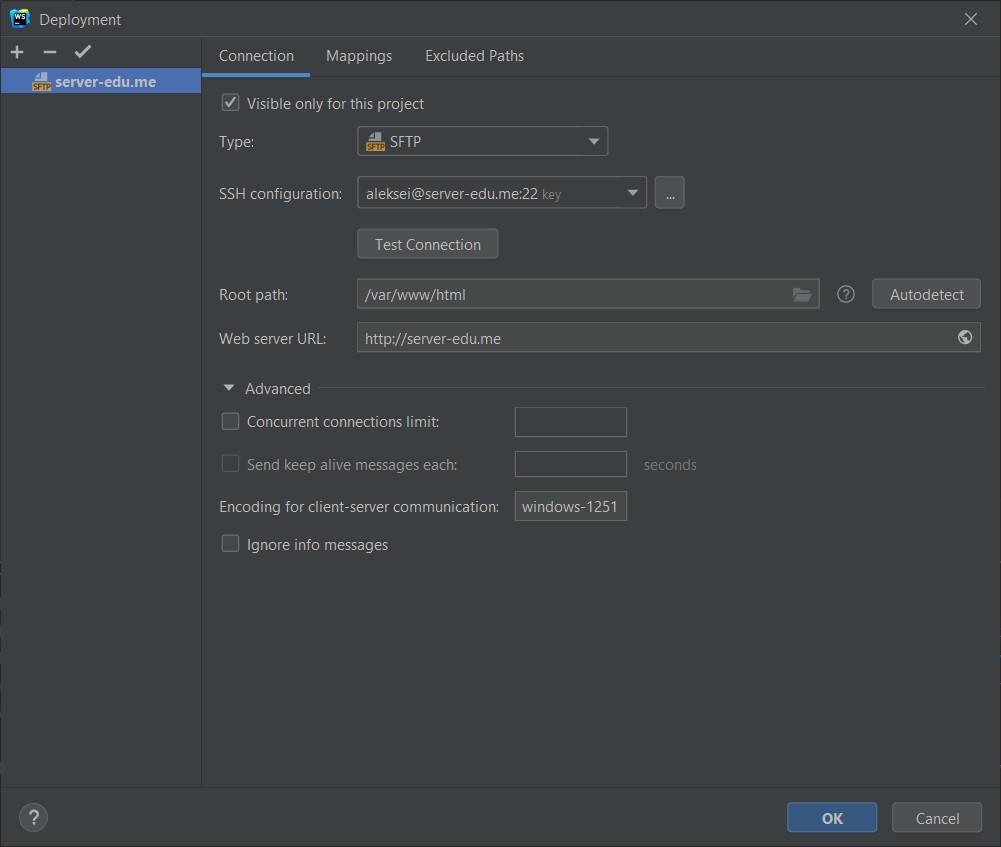 WS Deployment
Connection Mappings Excluded Paths
SFTP server-edu.me
Visible only for this project
Type: SFTP SFTP
SSH configuration: aleksei@server-edu.me:22 key ...
Test Connection
Root path: /var/www/html ? Autodetect
Web server URL: http://server-edu.me
Advanced
Concurrent connections limit:
Send keep alive messages each: seconds
Encoding for client-server communication: windows-1251
Ignore info messages
? OK Cancel